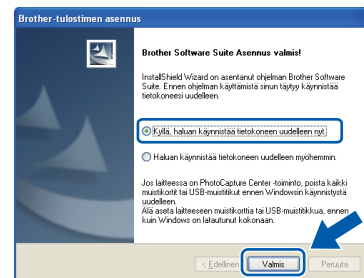 Brother-tulostimen asennus
Brother Software Suite Asennus valmis!
InstallShield Wizard on asentanut ohjelman Brother Software
Suite. Ennen ohjelman käyttämistä sinun täytyy käynnistää
tietokoneesi uudelleen.
Kyllä, haluan käynnistää tietokoneen uudelleen nyt.
Haluan käynnistää tietokoneen uudelleen myöhemmin.
Jos laitteessa on PhotoCapture Center -toiminto, poista kaikki
muistikortit tai USB-muistitikut ennen Windowsin käynnistystä
uudelleen.
Älä aseta laitteeseen muistikorttia tai USB-muistitikkua, ennen
kuin Windows on latautunut kokonaan.
< Edellinen
Valmis
Peruuta